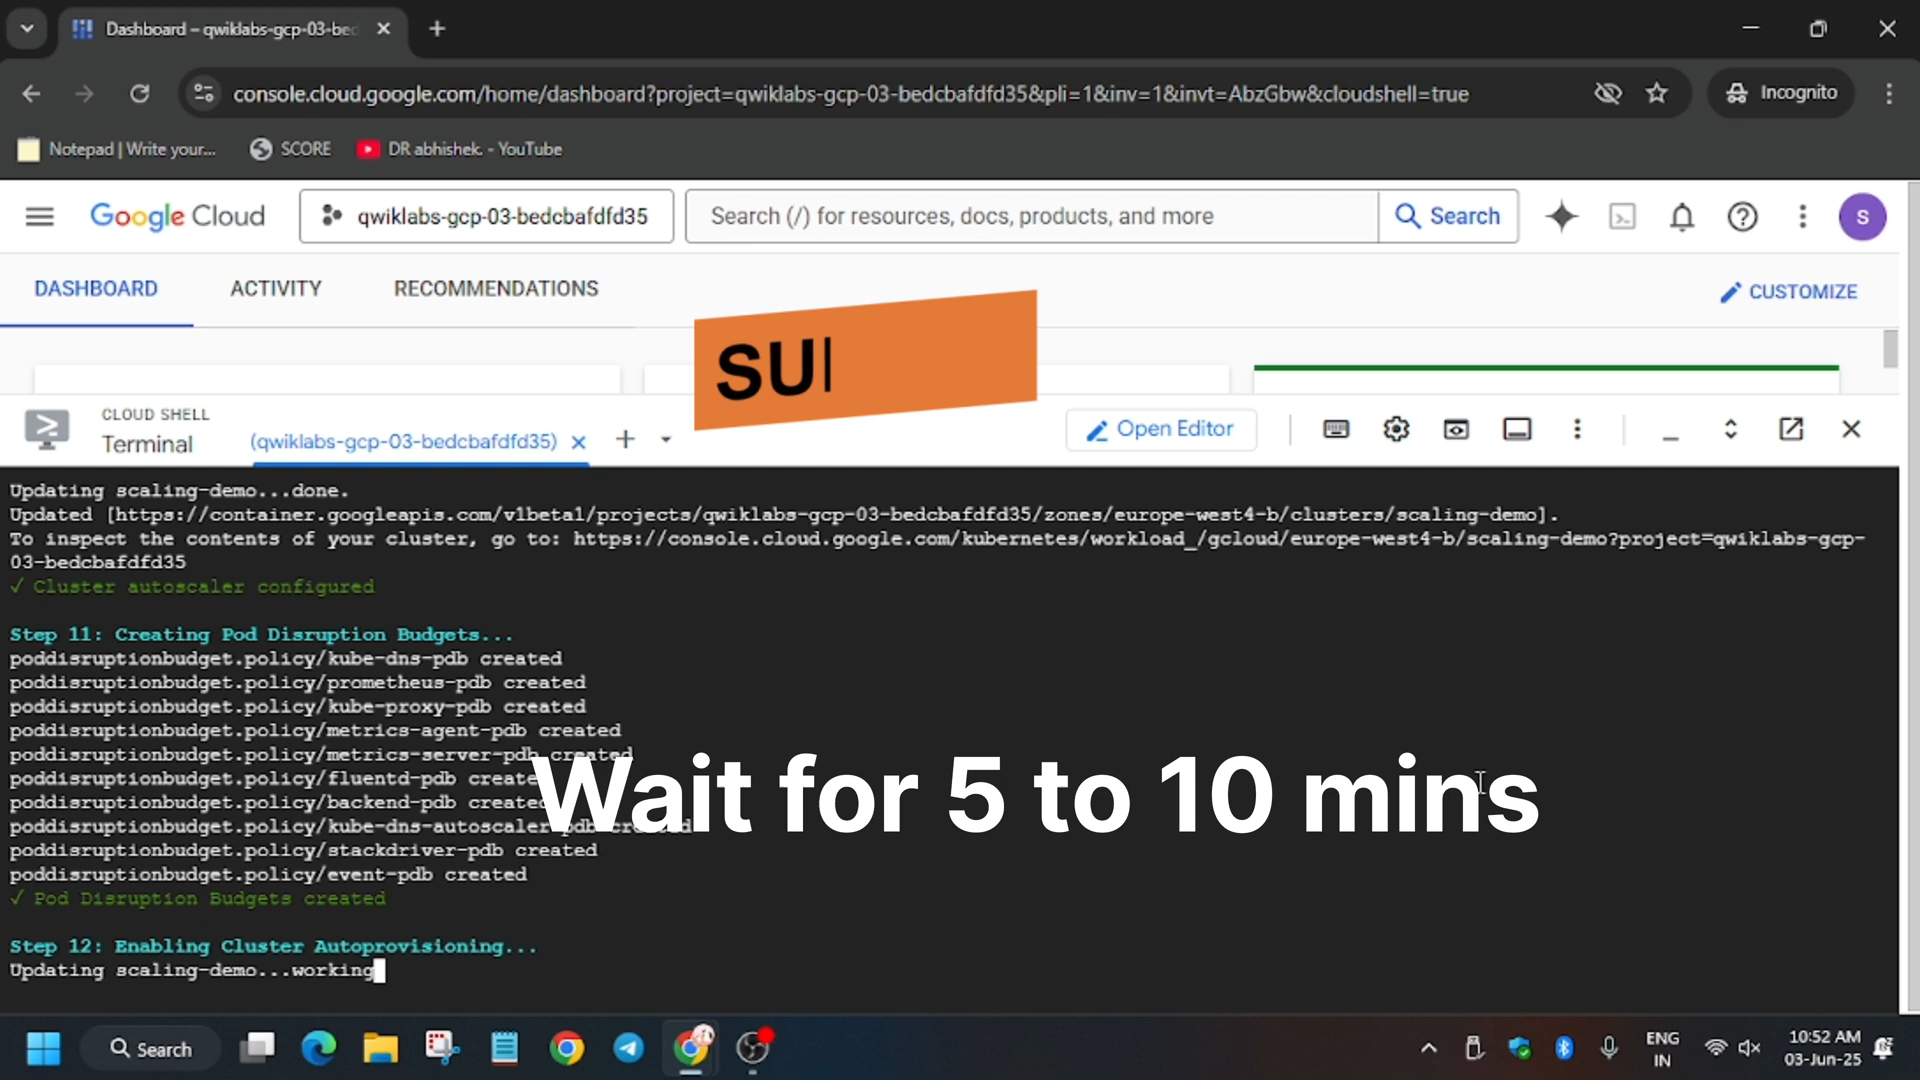 Dashboard – qwiklabs-gcp-03-bec
console.cloud.google.com/home/dashboard?project=qwiklabs-gcp-03-bedcbafdfd35&pli=1&inv=1&invt=AbzGbw&cloudshell=true
Incognito
Notepad | Write your...
SCORE
DR abhishek. - YouTube
Google Cloud
qwiklabs-gcp-03-bedcbafdfd35
Search (/) for resources, docs, products, and more
Search
S
DASHBOARD
ACTIVITY
RECOMMENDATIONS
CUSTOMIZE
SU
CLOUD SHELL
Terminal
(qwiklabs-gcp-03-bedcbafdfd35)
Open Editor
Updating scaling-demo...done.
Updated [https://container.googleapis.com/v1beta1/projects/qwiklabs-gcp-03-bedcbafdfd35/zones/europe-west4-b/clusters/scaling-demo].
To inspect the contents of your cluster, go to: https://console.cloud.google.com/kubernetes/workload_/gcloud/europe-west4-b/scaling-demo?project=qwiklabs-gcp-
03-bedcbafdfd35
✓ Cluster autoscaler configured
Step 11: Creating Pod Disruption Budgets...
poddisruptionbudget.policy/kube-dns-pdb created
poddisruptionbudget.policy/prometheus-pdb created
poddisruptionbudget.policy/kube-proxy-pdb created
poddisruptionbudget.policy/metrics-agent-pdb created
poddisruptionbudget.policy/metrics-server-pdb created
poddisruptionbudget.policy/fluentd-pdb create
poddisruptionbudget.policy/backend-pdb created
poddisruptionbudget.policy/kube-dns-autoscaler-pdb created
poddisruptionbudget.policy/stackdriver-pdb created
poddisruptionbudget.policy/event-pdb created
✓ Pod Disruption Budgets created
Wait for 5 to 10 mins
Step 12: Enabling Cluster Autoprovisioning...
Updating scaling-demo...working
Search
ENG
IN
10:52 AM
03-Jun-25